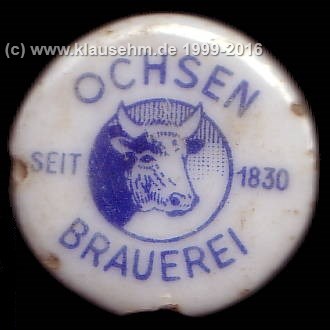 (c) www.klausehm.de 1999-2016
OCHSEN
SEIT 1830
BRAUEREI